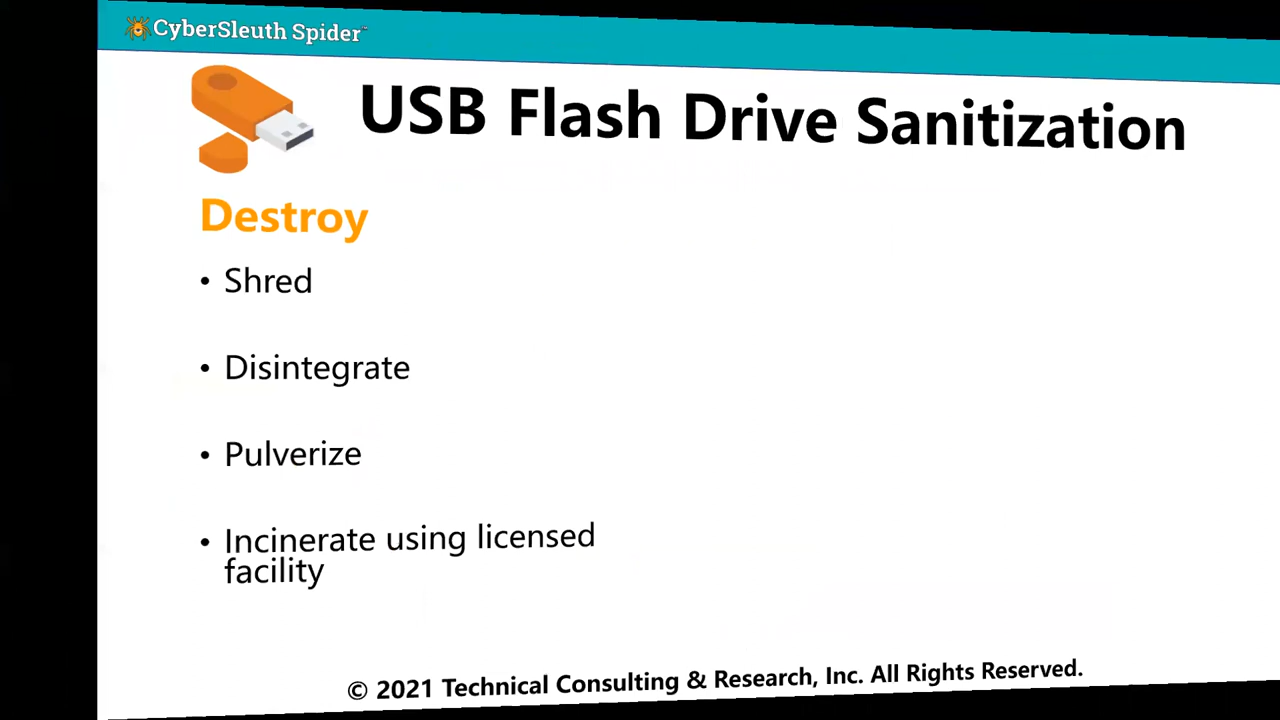 CyberSleuth Spider™
USB Flash Drive Sanitization
Destroy
• Shred
• Disintegrate
• Pulverize
• Incinerate using licensed
facility
© 2021 Technical Consulting & Research, Inc. All Rights Reserved.